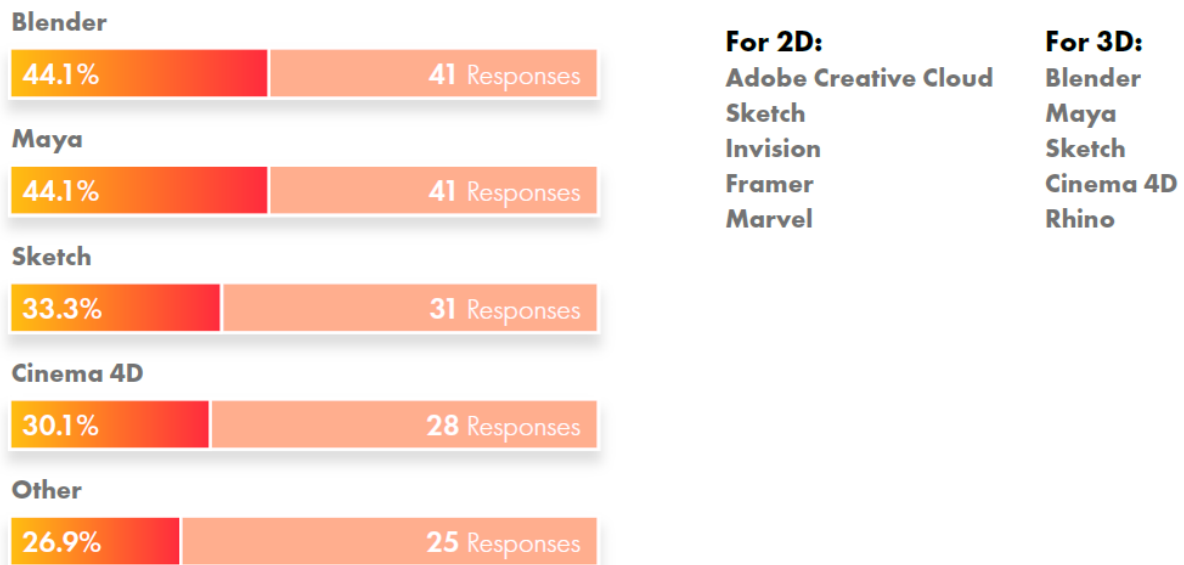 Blender
44.1% 41 Responses
Maya
44.1% 41 Responses
Sketch
33.3% 31 Responses
Cinema 4D
30.1% 28 Responses
Other
26.9% 25 Responses
For 2D:
Adobe Creative Cloud
Sketch
Invision
Framer
Marvel
For 3D:
Blender
Maya
Sketch
Cinema 4D
Rhino